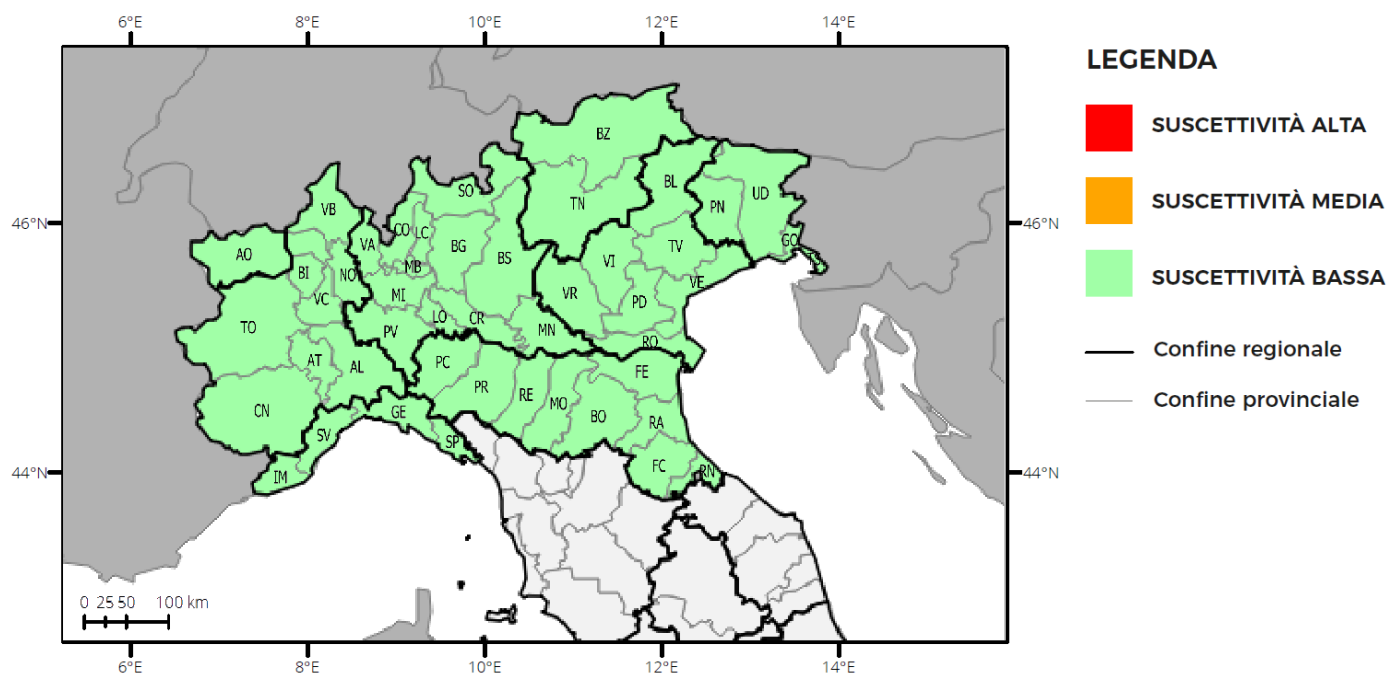 6°E 8°E 10°E 12°E 14°E
LEGENDA
SUSCETTIVITÀ ALTA
SUSCETTIVITÀ MEDIA
SUSCETTIVITÀ BASSA
Confine regionale
Confine provinciale
BZ
SO BL UD
VB TN PN
46°N 46°N
CO LC GO
VA BG TV
AO BS VI
BI NO MB VE
VC MI VR PD
TO LO CR MN
PV RO
AT AL PC FE
PR RE MO
CN GE BO RA
SV SP
44°N 44°N
IM FC RN
0 25 50 100 km
6°E 8°E 10°E 12°E 14°E